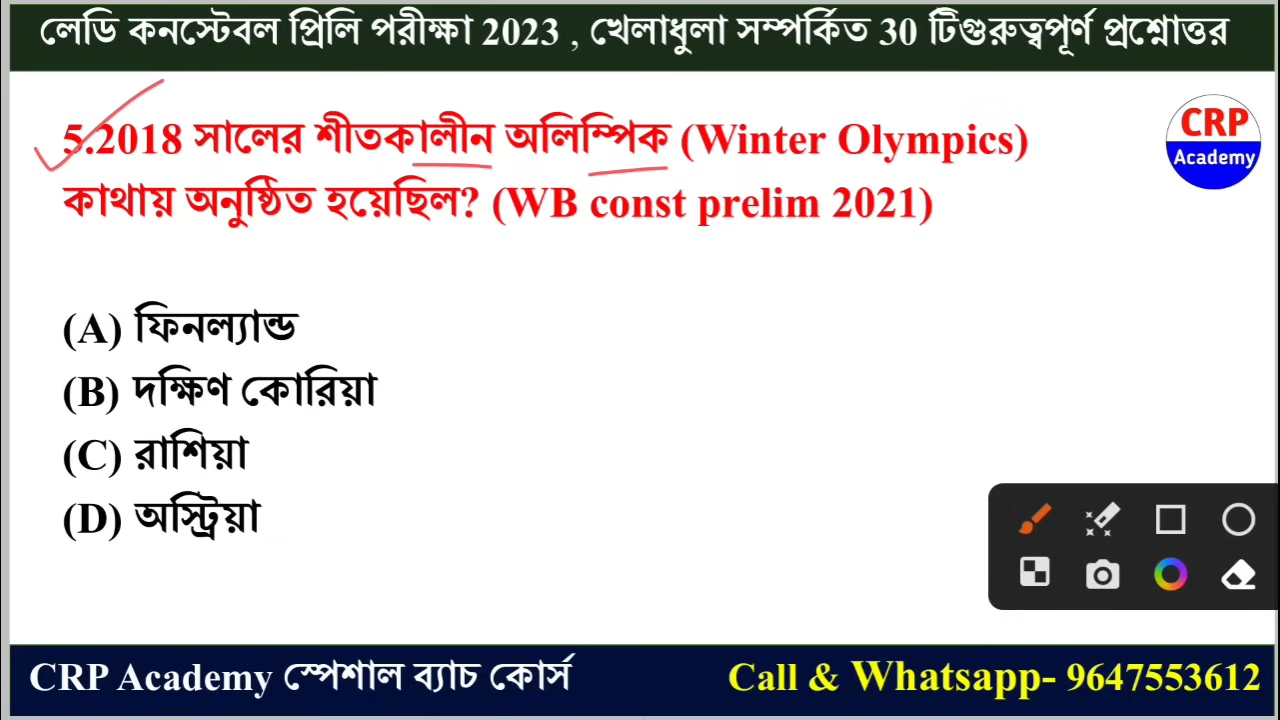 লেডি কনস্টেবল প্রিলি পরীক্ষা 2023 , খেলাধুলা সম্পর্কিত 30 টিগুরুত্বপূর্ণ প্রশ্নোত্তর
5.2018 সালের শীতকালীন অলিম্পিক (Winter Olympics)
কাথায় অনুষ্ঠিত হয়েছিল? (WB const prelim 2021)
CRP
Academy
(A) ফিনল্যান্ড
(B) দক্ষিণ কোরিয়া
(C) রাশিয়া
(D) অস্ট্রিয়া
CRP Academy স্পেশাল ব্যাচ কোর্স
Call & Whatsapp- 9647553612